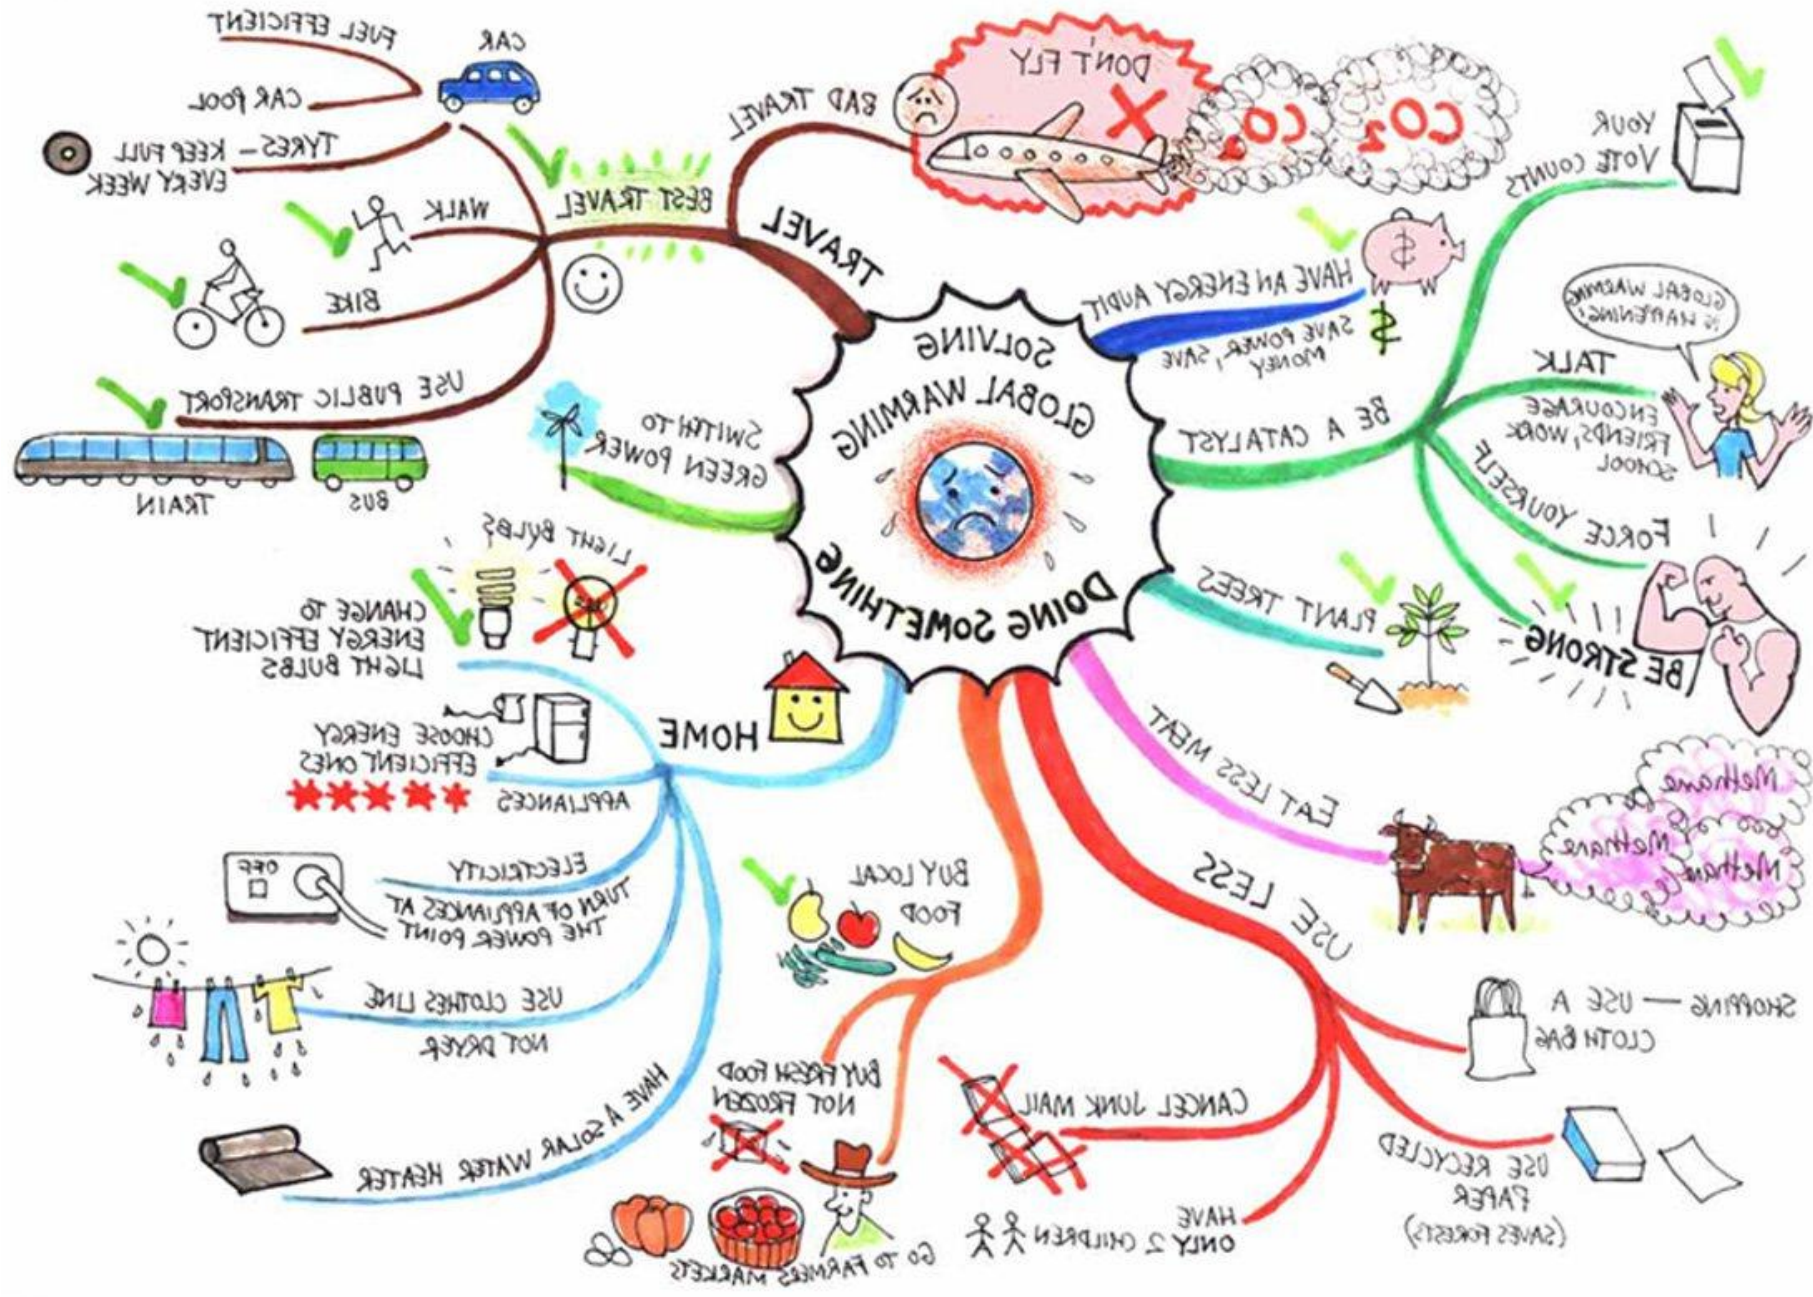 SOLVING
GLOBAL WARMING
DOING SOMETHING
TRAVEL
BAD TRAVEL
DON'T FLY
CO2
CO2
BEST TRAVEL
CAR
FUEL EFFICIENT
CAR POOL
TYRES – KEEP FULL
EVERY WEEK
WALK
BIKE
USE PUBLIC TRANSPORT
BUS
TRAIN
SWITCH TO
GREEN POWER
HOME
LIGHT BULBS
CHANGE TO
ENERGY EFFICIENT
LIGHT BULBS
CHOOSE ENERGY
EFFICIENT ONES
APPLIANCES
ELECTRICITY
TURN OF APPLIANCES AT
THE POWER POINT
OFF
USE CLOTHES LINE
NOT DRYER
HAVE A SOLAR WATER HEATER
BUY LOCAL
FOOD
BUY FRESH FOOD
NOT FROZEN
GO TO FARMERS MARKETS
USE LESS
SHOPPING — USE A
CLOTH BAG
USE RECYCLED
PAPER
(SAVES FORESTS)
CANCEL JUNK MAIL
HAVE
ONLY 2 CHILDREN
EAT LESS MEAT
Methane
Methane
Methane
PLANT TREES
BE A CATALYST
YOUR
VOTE COUNTS
TALK
ENCOURAGE
FRIENDS, WORK
SCHOOL
GLOBAL WARMING
IS HAPPENING!
FORCE YOURSELF
BE STRONG
HAVE AN ENERGY AUDIT
SAVE POWER, SAVE
MONEY
$
$